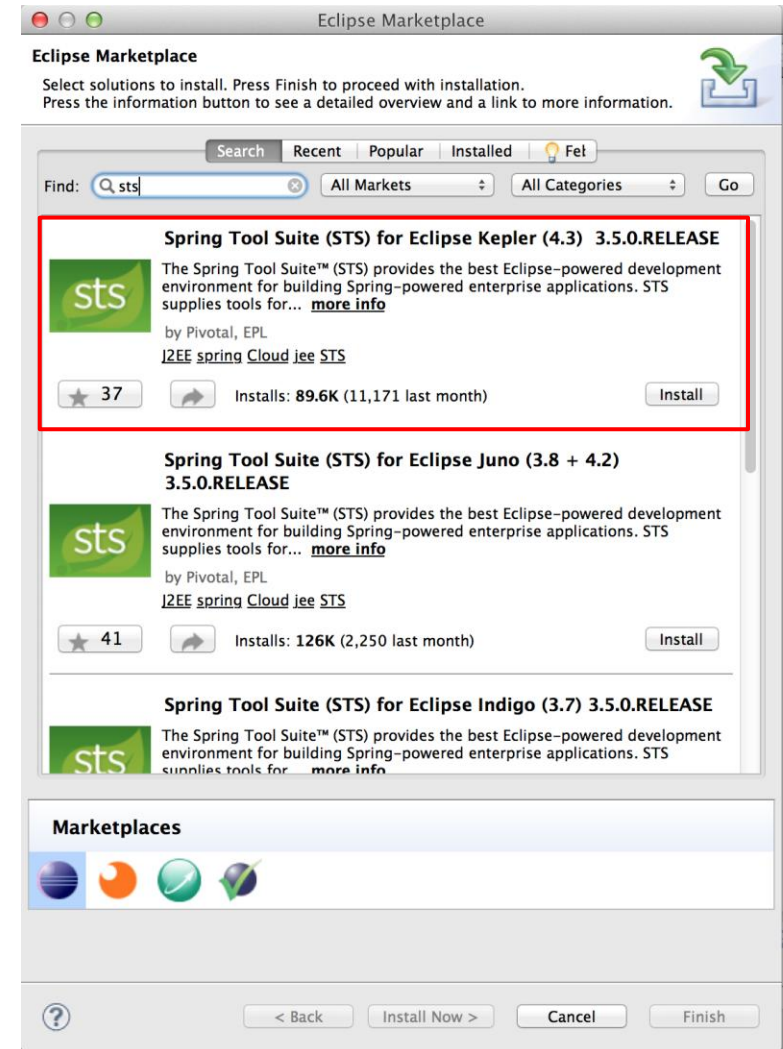 Eclipse Marketplace
Eclipse Marketplace
Select solutions to install. Press Finish to proceed with installation.
Press the information button to see a detailed overview and a link to more information.
Search Recent Popular Installed Fel
Find: sts All Markets All Categories Go
Spring Tool Suite (STS) for Eclipse Kepler (4.3) 3.5.0.RELEASE
The Spring Tool Suite™ (STS) provides the best Eclipse-powered development
environment for building Spring-powered enterprise applications. STS
supplies tools for... more info
sts
by Pivotal, EPL
J2EE spring Cloud jee STS
37 Installs: 89.6K (11,171 last month) Install
Spring Tool Suite (STS) for Eclipse Juno (3.8 + 4.2)
3.5.0.RELEASE
The Spring Tool Suite™ (STS) provides the best Eclipse-powered development
environment for building Spring-powered enterprise applications. STS
supplies tools for... more info
sts
by Pivotal, EPL
J2EE spring Cloud jee STS
41 Installs: 126K (2,250 last month) Install
Spring Tool Suite (STS) for Eclipse Indigo (3.7) 3.5.0.RELEASE
The Spring Tool Suite™ (STS) provides the best Eclipse-powered development
environment for building Spring-powered enterprise applications. STS
supplies tools for... more info
sts
Marketplaces
? < Back Install Now > Cancel Finish